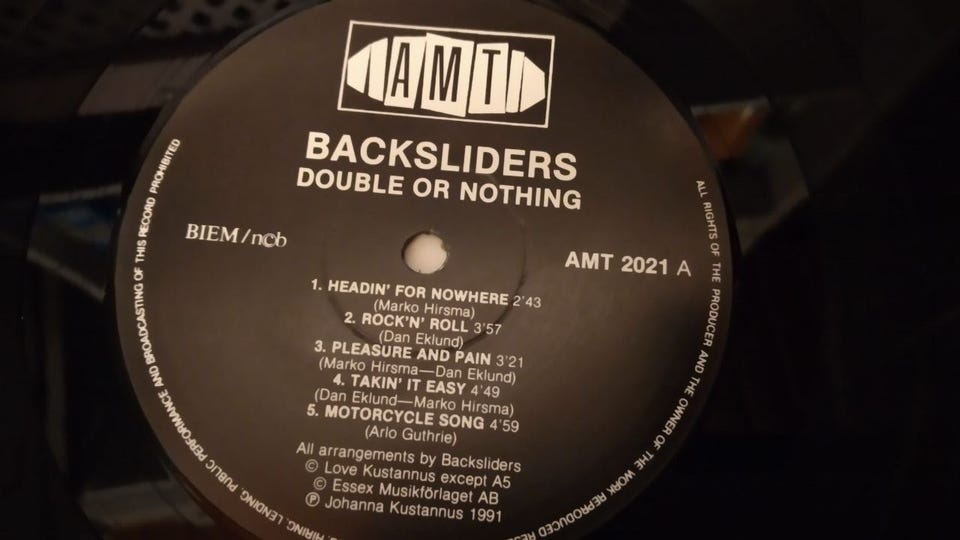 AMT
BACKSLIDERS
DOUBLE OR NOTHING
BIEM/n©b
AMT 2021 A
1. HEADIN' FOR NOWHERE 2'43
(Marko Hirsma)
2. ROCK'N' ROLL 3'57
(Dan Eklund)
3. PLEASURE AND PAIN 3'21
(Marko Hirsma—Dan Eklund)
4. TAKIN' IT EASY 4'49
(Dan Eklund—Marko Hirsma)
5. MOTORCYCLE SONG 4'59
(Arlo Guthrie)
All arrangements by Backsliders
© Love Kustannus except A5
© Essex Musikförlaget AB
℗ Johanna Kustannus 1991
ALL RIGHTS OF THE PRODUCER AND THE OWNER OF THE WORK REPRODUCED
HIRING, LENDING, PUBLIC PERFORMANCE AND BROADCASTING OF THIS RECORD PROHIBITED